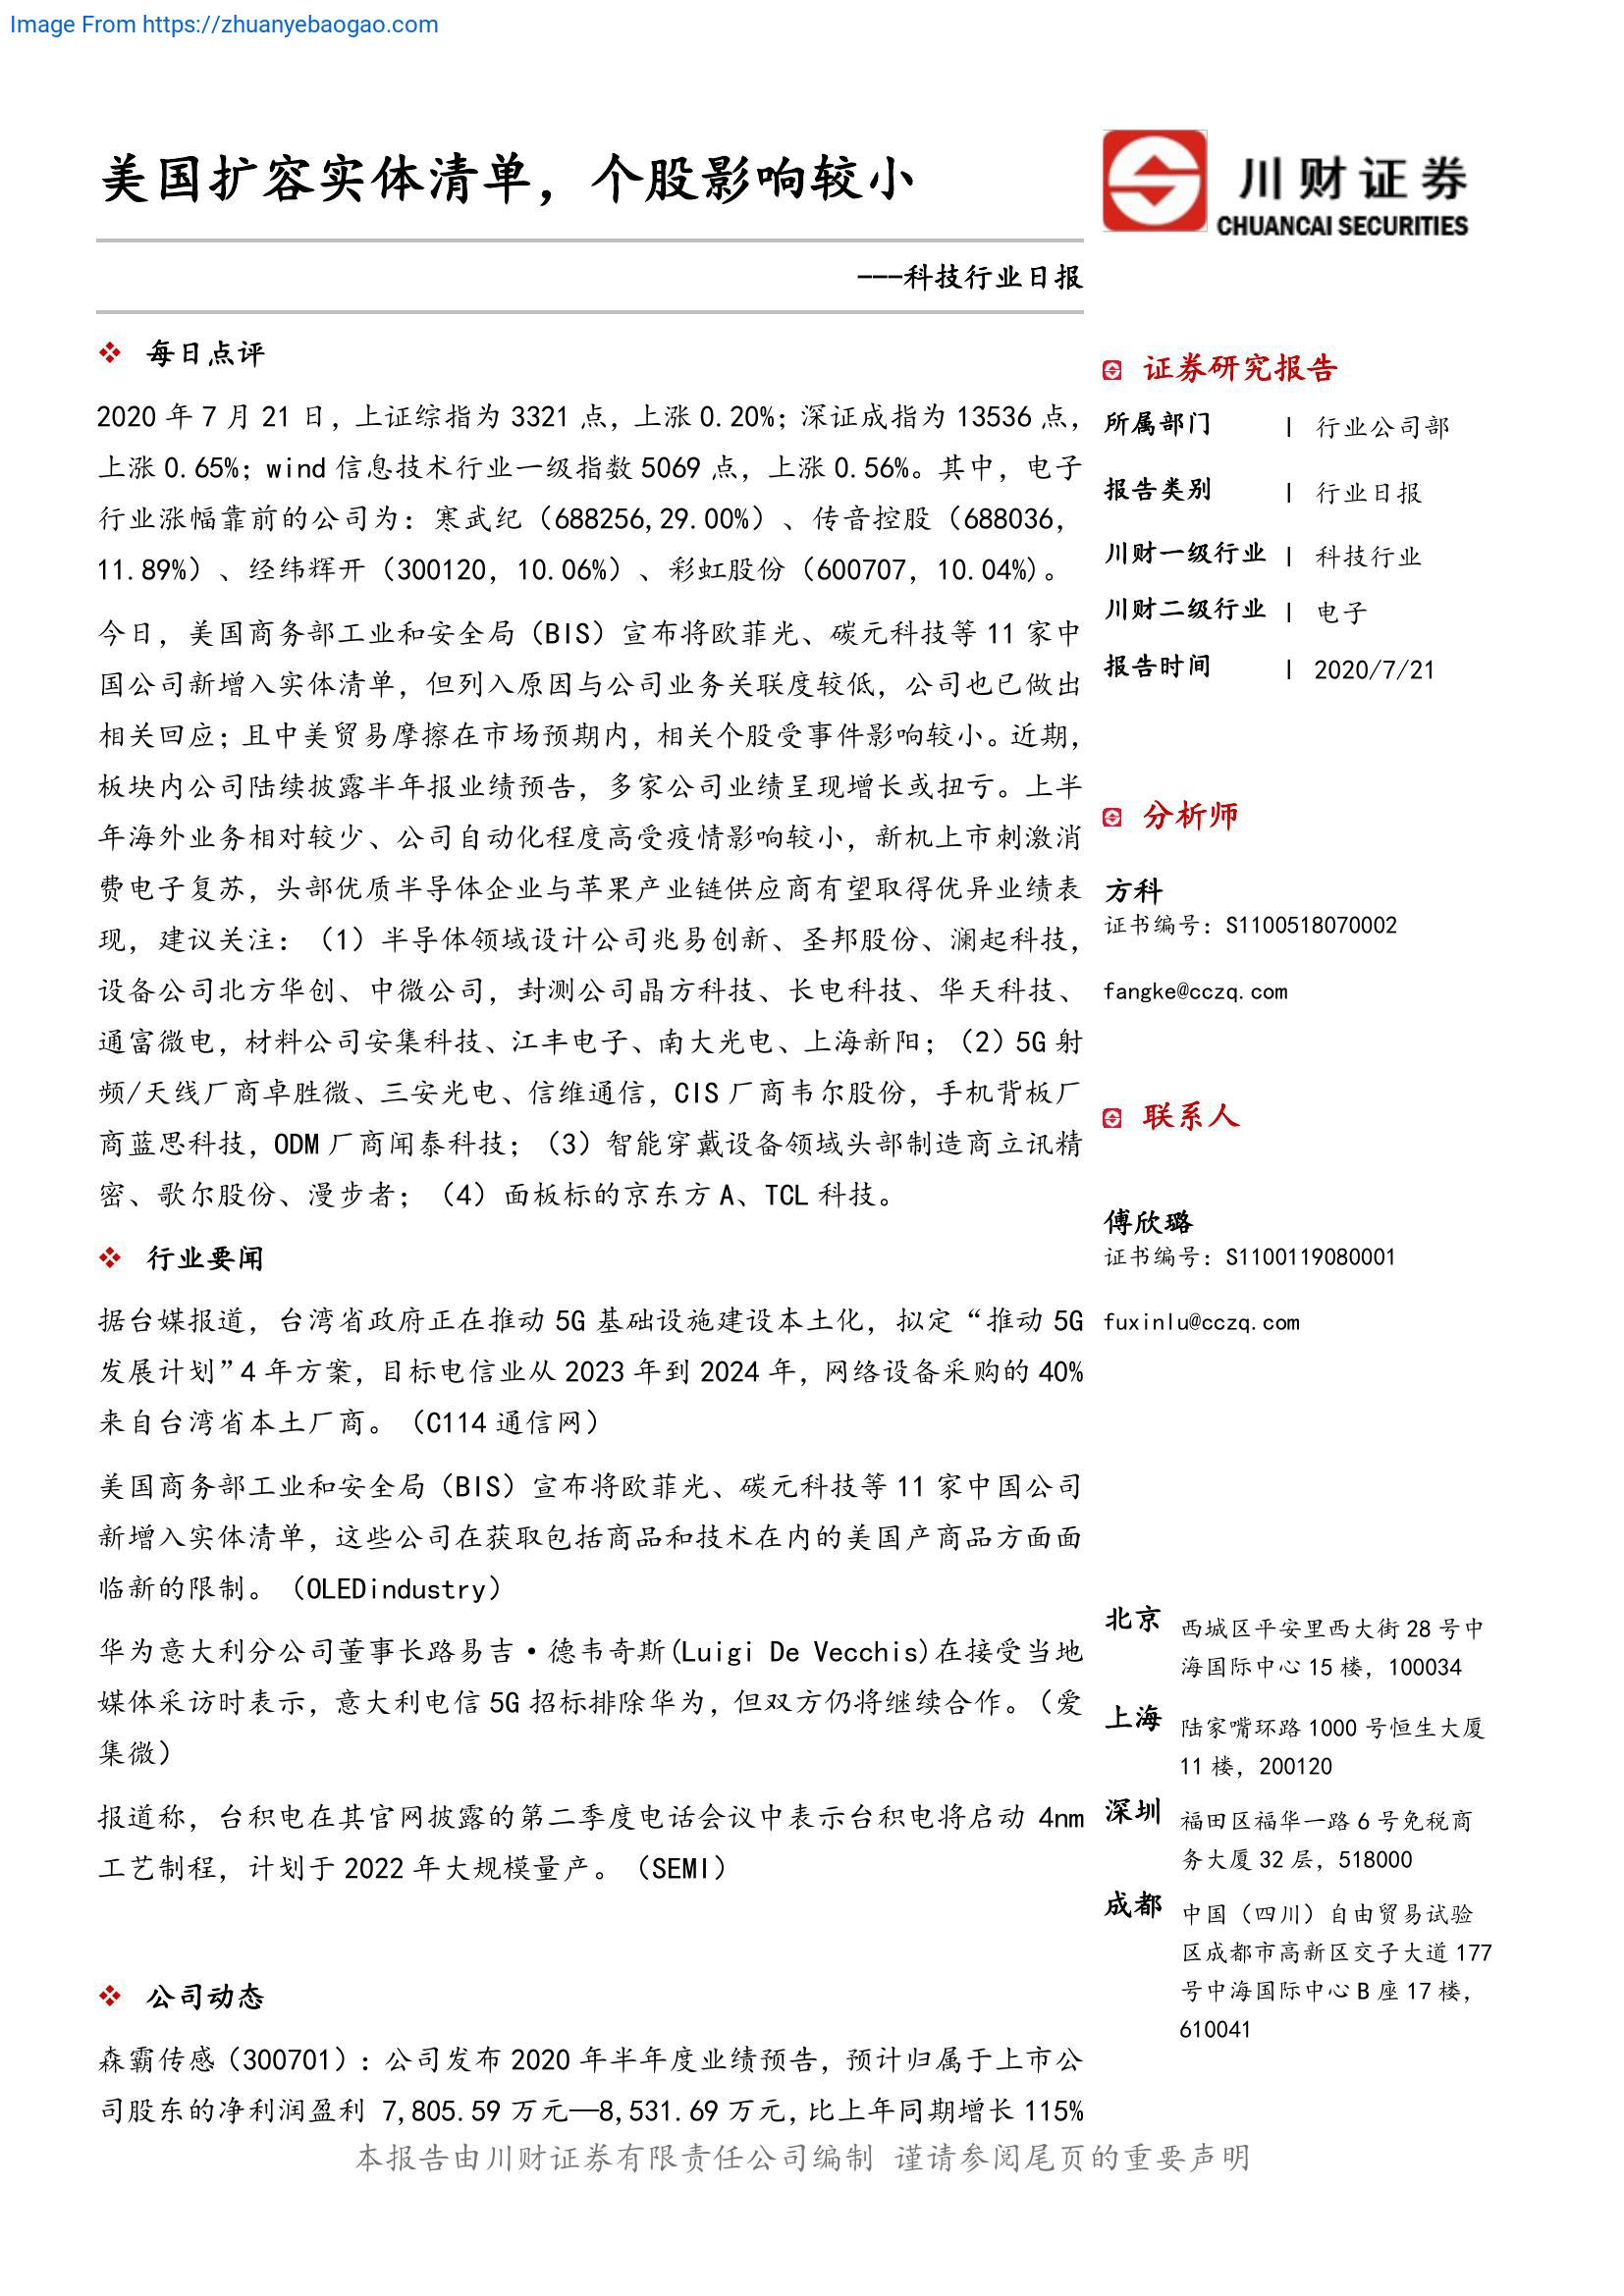 Image From https://zhuanyebaogao.com
美国扩容实体清单，个股影响较小
川财证券
CHUANCAI SECURITIES
---科技行业日报
每日点评
2020 年 7 月 21 日，上证综指为 3321 点，上涨 0.20%；深证成指为 13536 点，
上涨 0.65%；wind 信息技术行业一级指数 5069 点，上涨 0.56%。其中，电子
行业涨幅靠前的公司为：寒武纪（688256,29.00%）、传音控股（688036，
11.89%）、经纬辉开（300120，10.06%）、彩虹股份（600707，10.04%)。
今日，美国商务部工业和安全局（BIS）宣布将欧菲光、碳元科技等 11 家中
国公司新增入实体清单，但列入原因与公司业务关联度较低，公司也已做出
相关回应；且中美贸易摩擦在市场预期内，相关个股受事件影响较小。近期，
板块内公司陆续披露半年报业绩预告，多家公司业绩呈现增长或扭亏。上半
年海外业务相对较少、公司自动化程度高受疫情影响较小，新机上市刺激消
费电子复苏，头部优质半导体企业与苹果产业链供应商有望取得优异业绩表
现，建议关注：（1）半导体领域设计公司兆易创新、圣邦股份、澜起科技，
设备公司北方华创、中微公司，封测公司晶方科技、长电科技、华天科技、
通富微电，材料公司安集科技、江丰电子、南大光电、上海新阳；（2）5G 射
频/天线厂商卓胜微、三安光电、信维通信，CIS 厂商韦尔股份，手机背板厂
商蓝思科技，ODM 厂商闻泰科技；（3）智能穿戴设备领域头部制造商立讯精
密、歌尔股份、漫步者；（4）面板标的京东方 A、TCL 科技。
行业要闻
据台媒报道，台湾省政府正在推动 5G 基础设施建设本土化，拟定“推动 5G
发展计划”4 年方案，目标电信业从 2023 年到 2024 年，网络设备采购的 40%
来自台湾省本土厂商。（C114 通信网）
美国商务部工业和安全局（BIS）宣布将欧菲光、碳元科技等 11 家中国公司
新增入实体清单，这些公司在获取包括商品和技术在内的美国产商品方面面
临新的限制。（OLEDindustry）
华为意大利分公司董事长路易吉·德韦奇斯(Luigi De Vecchis)在接受当地
媒体采访时表示，意大利电信 5G 招标排除华为，但双方仍将继续合作。（爱
集微）
报道称，台积电在其官网披露的第二季度电话会议中表示台积电将启动 4nm
工艺制程，计划于 2022 年大规模量产。（SEMI）
公司动态
森霸传感（300701）：公司发布 2020 年半年度业绩预告，预计归属于上市公
司股东的净利润盈利 7,805.59 万元—8,531.69 万元，比上年同期增长 115%
证券研究报告
所属部门 | 行业公司部
报告类别 | 行业日报
川财一级行业 | 科技行业
川财二级行业 | 电子
报告时间 | 2020/7/21
分析师
方科
证书编号：S1100518070002
fangke@cczq.com
联系人
傅欣璐
证书编号：S1100119080001
fuxinlu@cczq.com
北京 西城区平安里西大街 28 号中
海国际中心 15 楼，100034
上海 陆家嘴环路 1000 号恒生大厦
11 楼，200120
深圳 福田区福华一路 6 号免税商
务大厦 32 层，518000
成都 中国（四川）自由贸易试验
区成都市高新区交子大道 177
号中海国际中心 B 座 17 楼，
610041
本报告由川财证券有限责任公司编制 谨请参阅尾页的重要声明